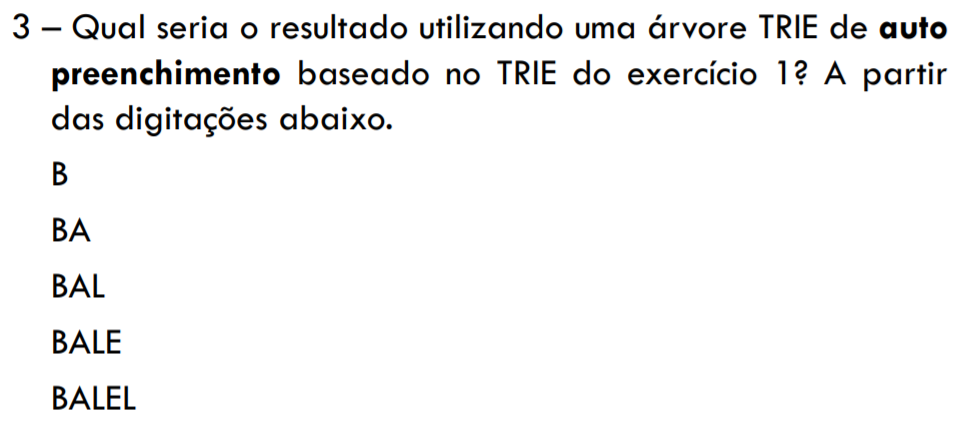 3 – Qual seria o resultado utilizando uma árvore TRIE de auto
preenchimento baseado no TRIE do exercício 1? A partir
das digitações abaixo.
B
BA
BAL
BALE
BALEL